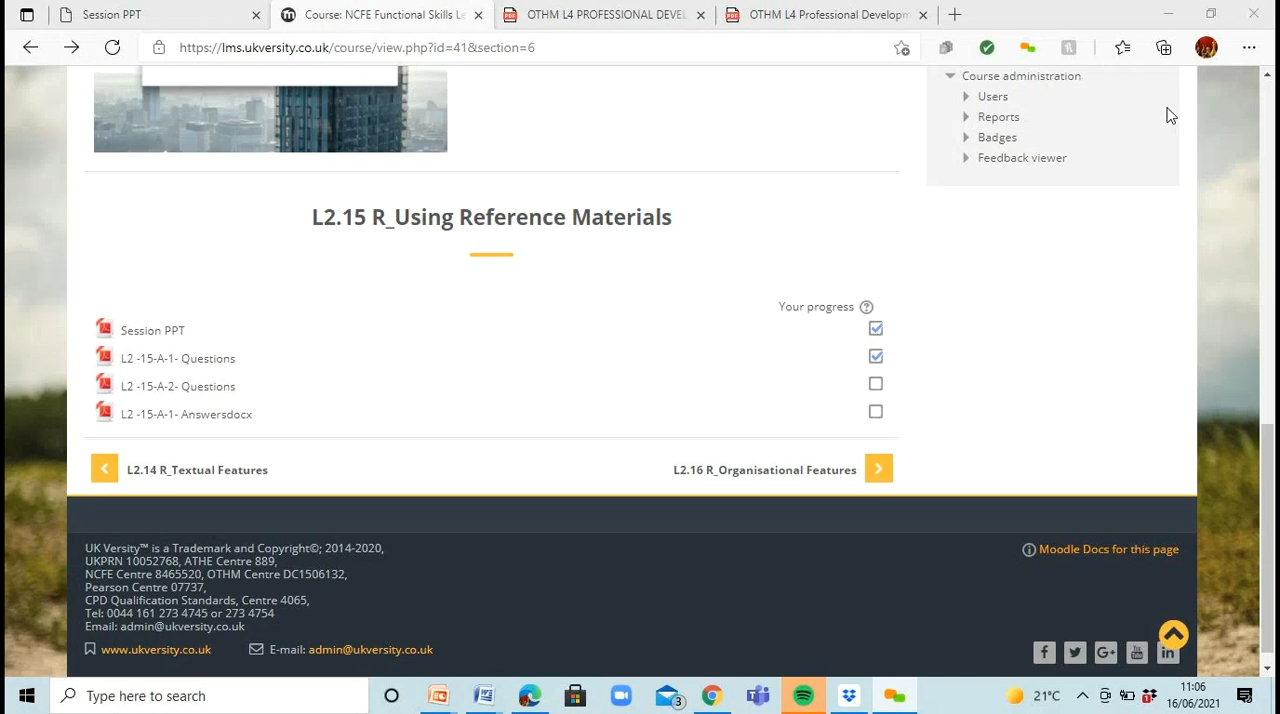 Session PPT
Course: NCFE Functional Skills Le
OTHM L4 PROFESSIONAL DEVEL
OTHM L4 Professional Developm
https://lms.ukversity.co.uk/course/view.php?id=41&section=6
Course administration
Users
Reports
Badges
Feedback viewer
L2.15 R_Using Reference Materials
Your progress
Session PPT
L2 -15-A-1- Questions
L2 -15-A-2- Questions
L2 -15-A-1- Answersdocx
L2.14 R_Textual Features
L2.16 R_Organisational Features
UK Versity™ is a Trademark and Copyright©; 2014-2020,
UKPRN 10052768, ATHE Centre 889,
NCFE Centre 8465520, OTHM Centre DC1506132,
Pearson Centre 07737,
CPD Qualification Standards, Centre 4065,
Tel: 0044 161 273 4745 or 273 4754
Email: admin@ukversity.co.uk
Moodle Docs for this page
www.ukversity.co.uk
E-mail: admin@ukversity.co.uk
Type here to search
3
21°C
11:06
16/06/2021